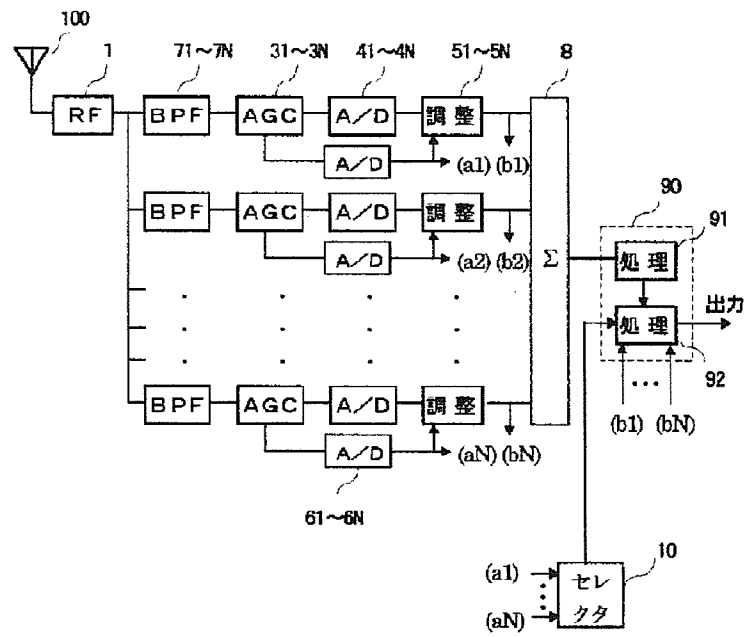 100
1
71~7N
31~3N
41~4N
51~5N
8
RF
BPF
AGC
A/D
調整
A/D
(a1)
(b1)
BPF
AGC
A/D
調整
A/D
(a2)
(b2)
Σ
90
91
処理
処理
出力
92
(b1)
(bN)
BPF
AGC
A/D
調整
A/D
(aN)
(bN)
61~6N
10
(a1)
(aN)
セレ
クタ